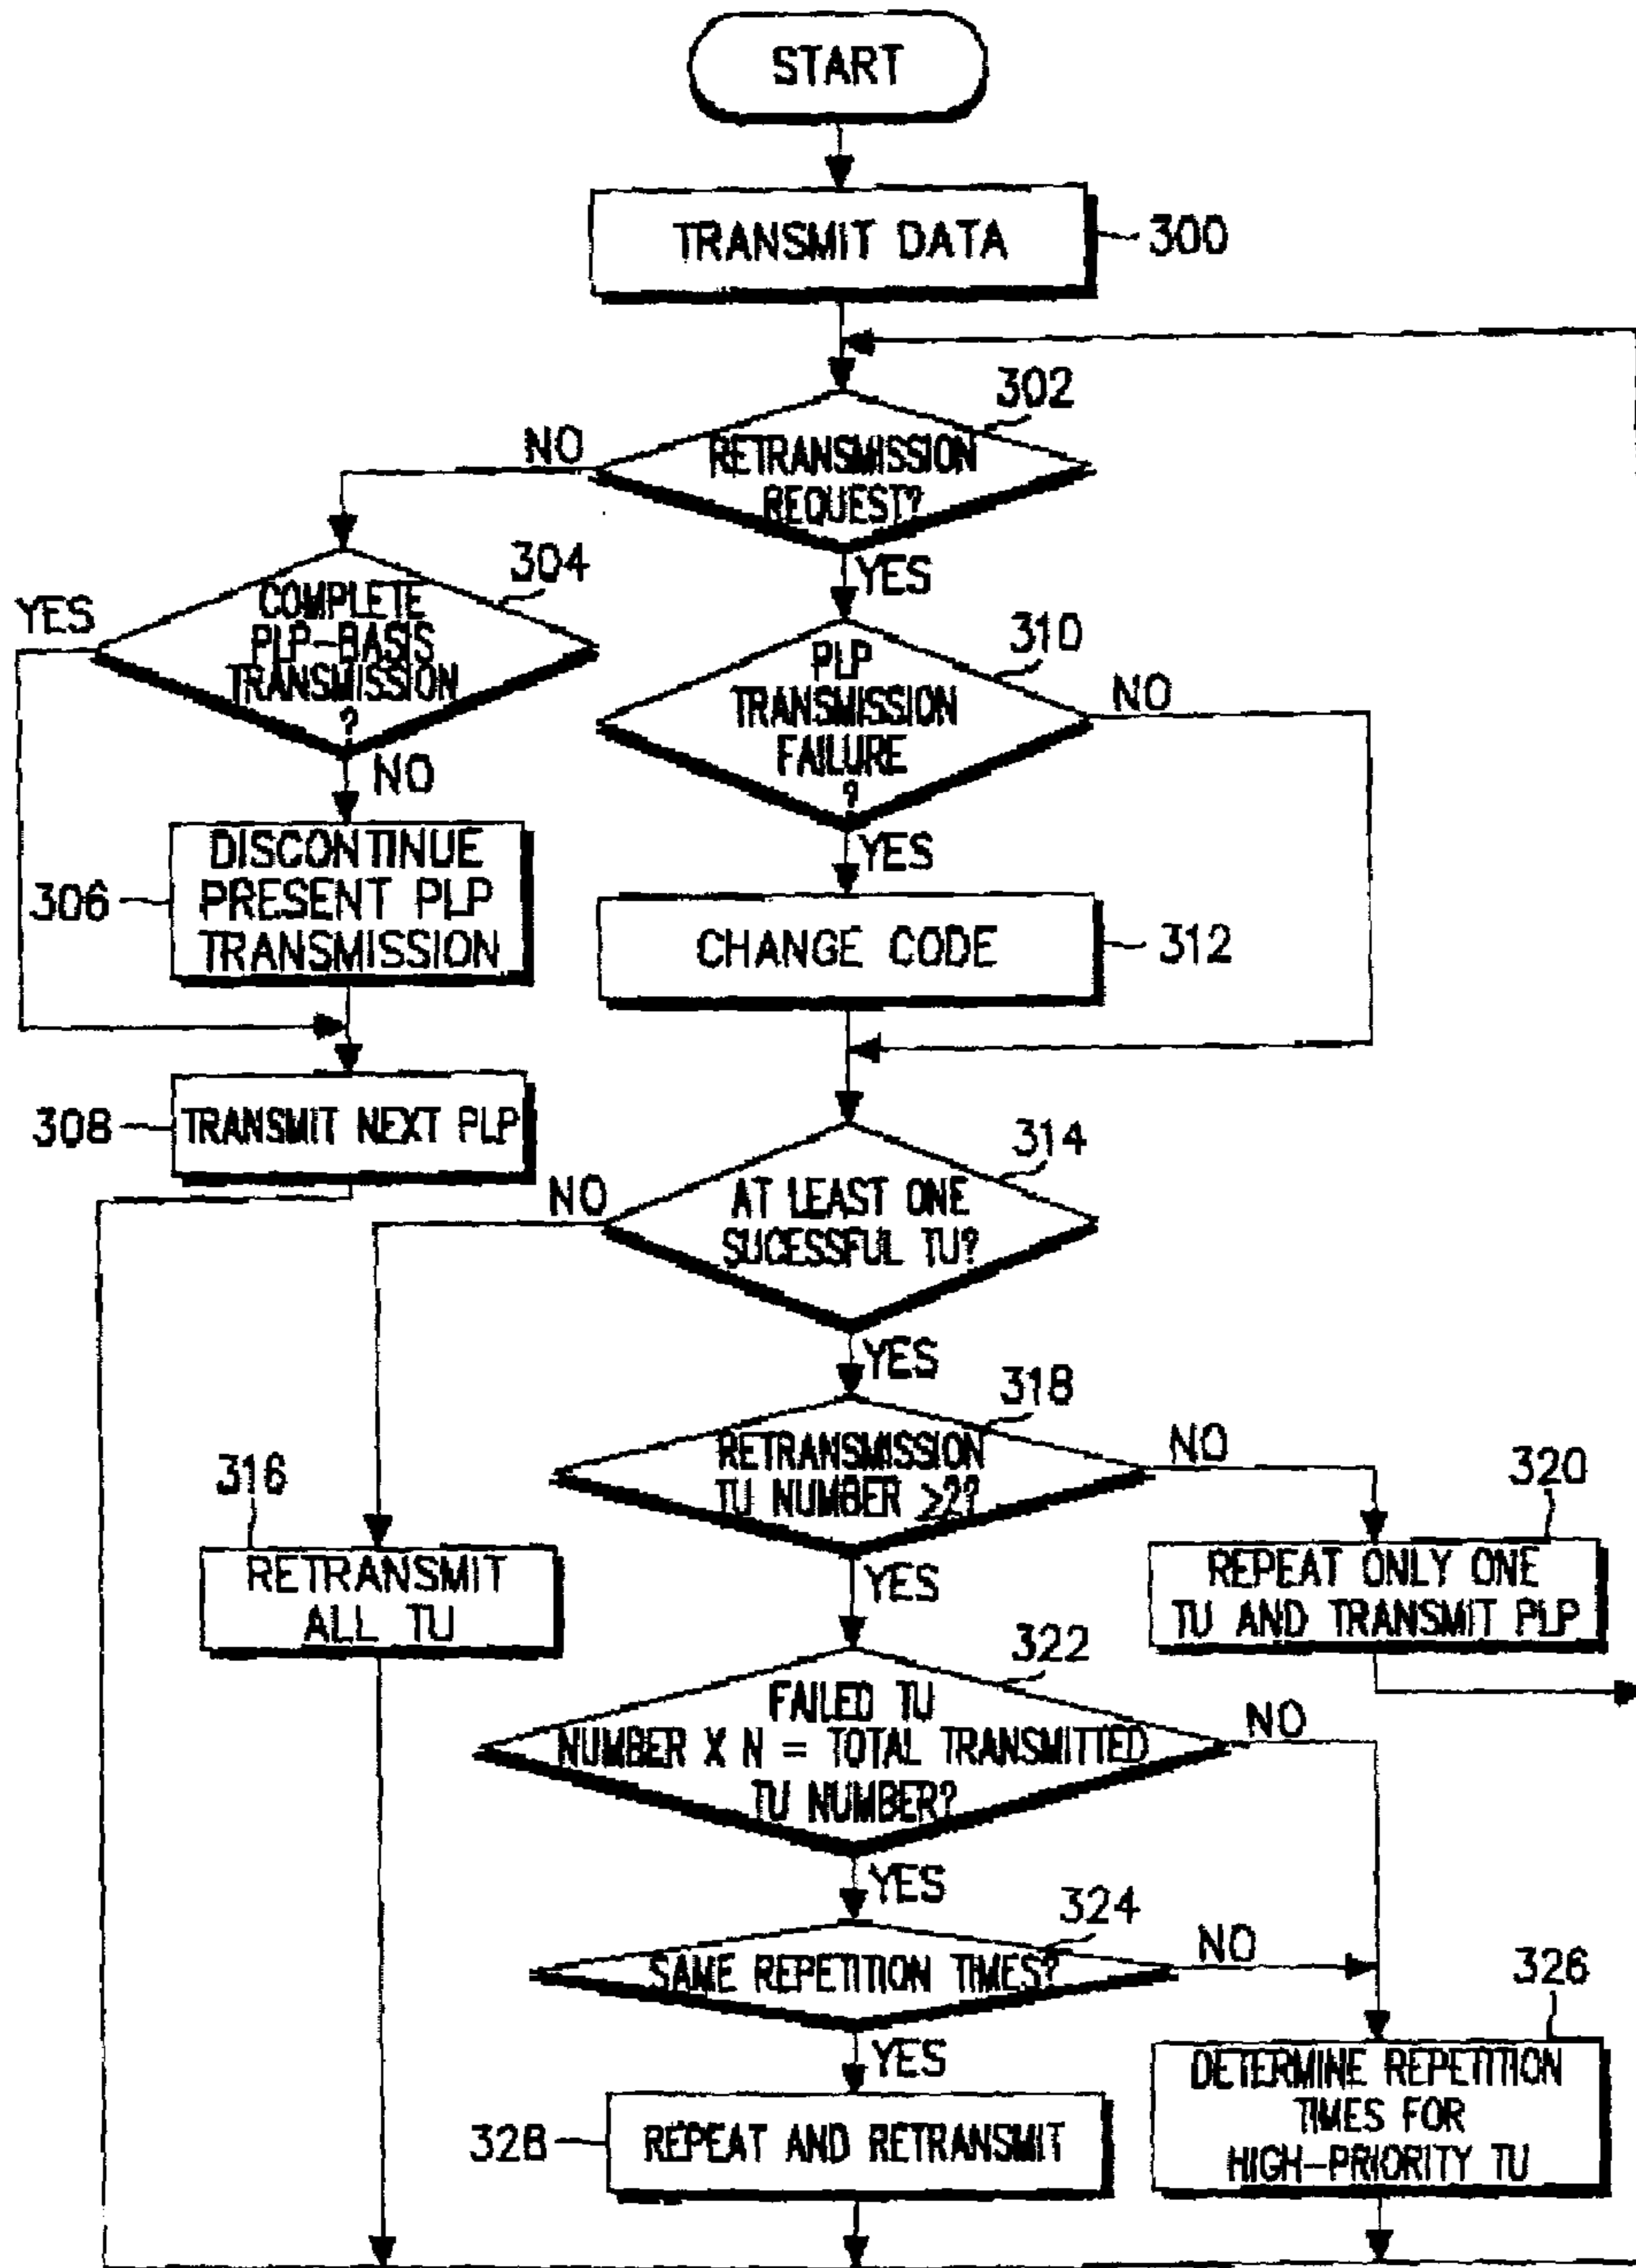 START
TRANSMIT DATA
300
302
RETRANSMISSION
REQUEST?
NO
YES
304
COMPLETE
PLP-BASIS
TRANSMISSION
?
YES
NO
310
PLP
TRANSMISSION
FAILURE
?
NO
YES
306
DISCONTINUE
PRESENT PLP
TRANSMISSION
CHANGE CODE
312
308
TRANSMIT NEXT PLP
314
AT LEAST ONE
SUCESSFUL TU?
NO
YES
318
RETRANSMISSION
TU NUMBER ≥2?
NO
YES
316
RETRANSMIT
ALL TU
320
REPEAT ONLY ONE
TU AND TRANSMIT PLP
322
FAILED TU
NUMBER X N = TOTAL TRANSMITTED
TU NUMBER?
NO
YES
324
SAME REPETITION TIMES?
NO
YES
326
DETERMINE REPETITION
TIMES FOR
HIGH-PRIORITY TU
328
REPEAT AND RETRANSMIT